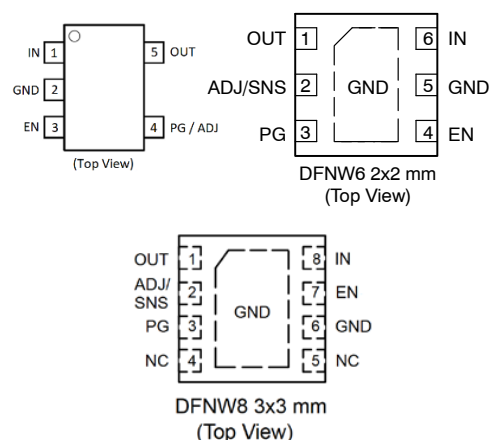 IN 1 5 OUT
GND 2
EN 3 4 PG / ADJ
(Top View)
OUT 1 6 IN
ADJ/SNS 2 GND 5 GND
PG 3 4 EN
DFNW6 2x2 mm
(Top View)
OUT 1 8 IN
ADJ/
SNS 2 7 EN
PG 3 GND 6 GND
NC 4 5 NC
DFNW8 3x3 mm
(Top View)